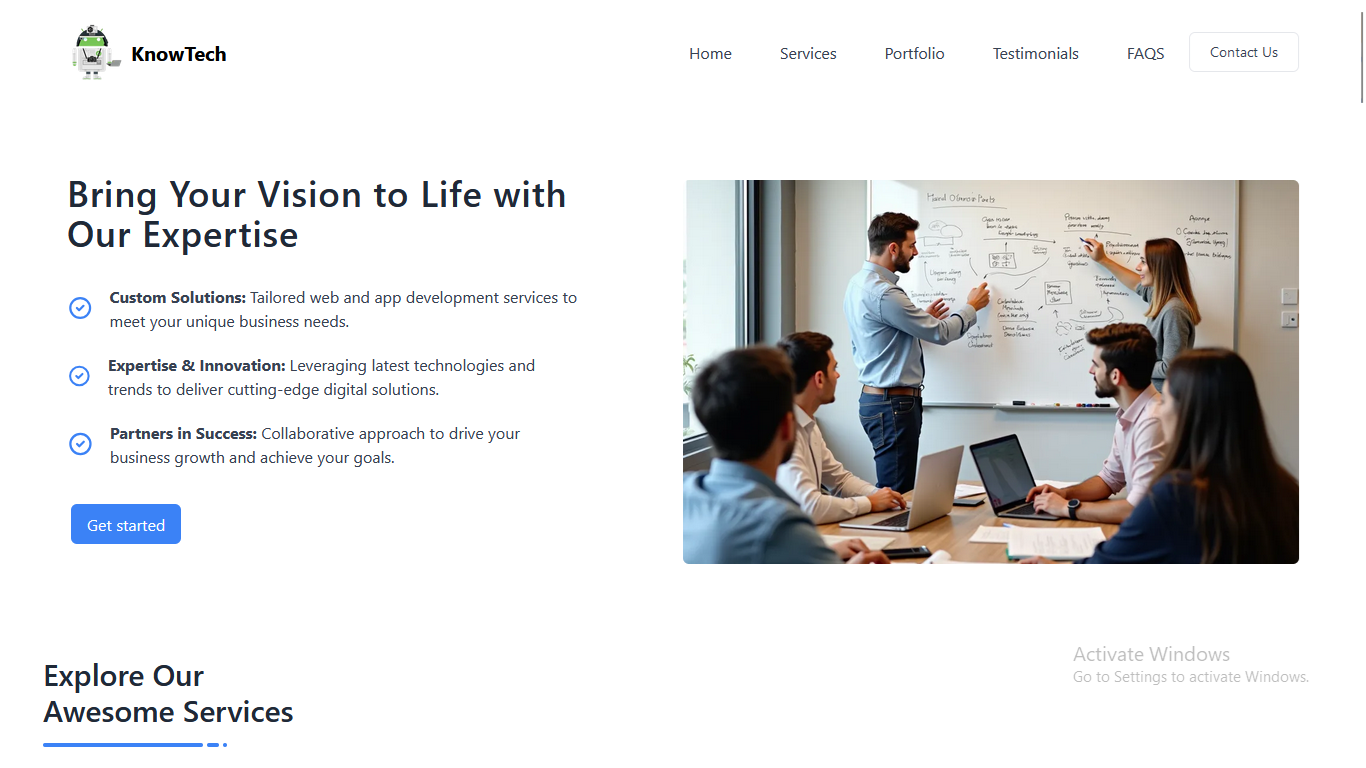 KnowTech
Home Services Portfolio Testimonials FAQS Contact Us
Bring Your Vision to Life with
Our Expertise
Custom Solutions: Tailored web and app development services to
meet your unique business needs.
Expertise & Innovation: Leveraging latest technologies and
trends to deliver cutting-edge digital solutions.
Partners in Success: Collaborative approach to drive your
business growth and achieve your goals.
Get started
Explore Our
Awesome Services
Activate Windows
Go to Settings to activate Windows.